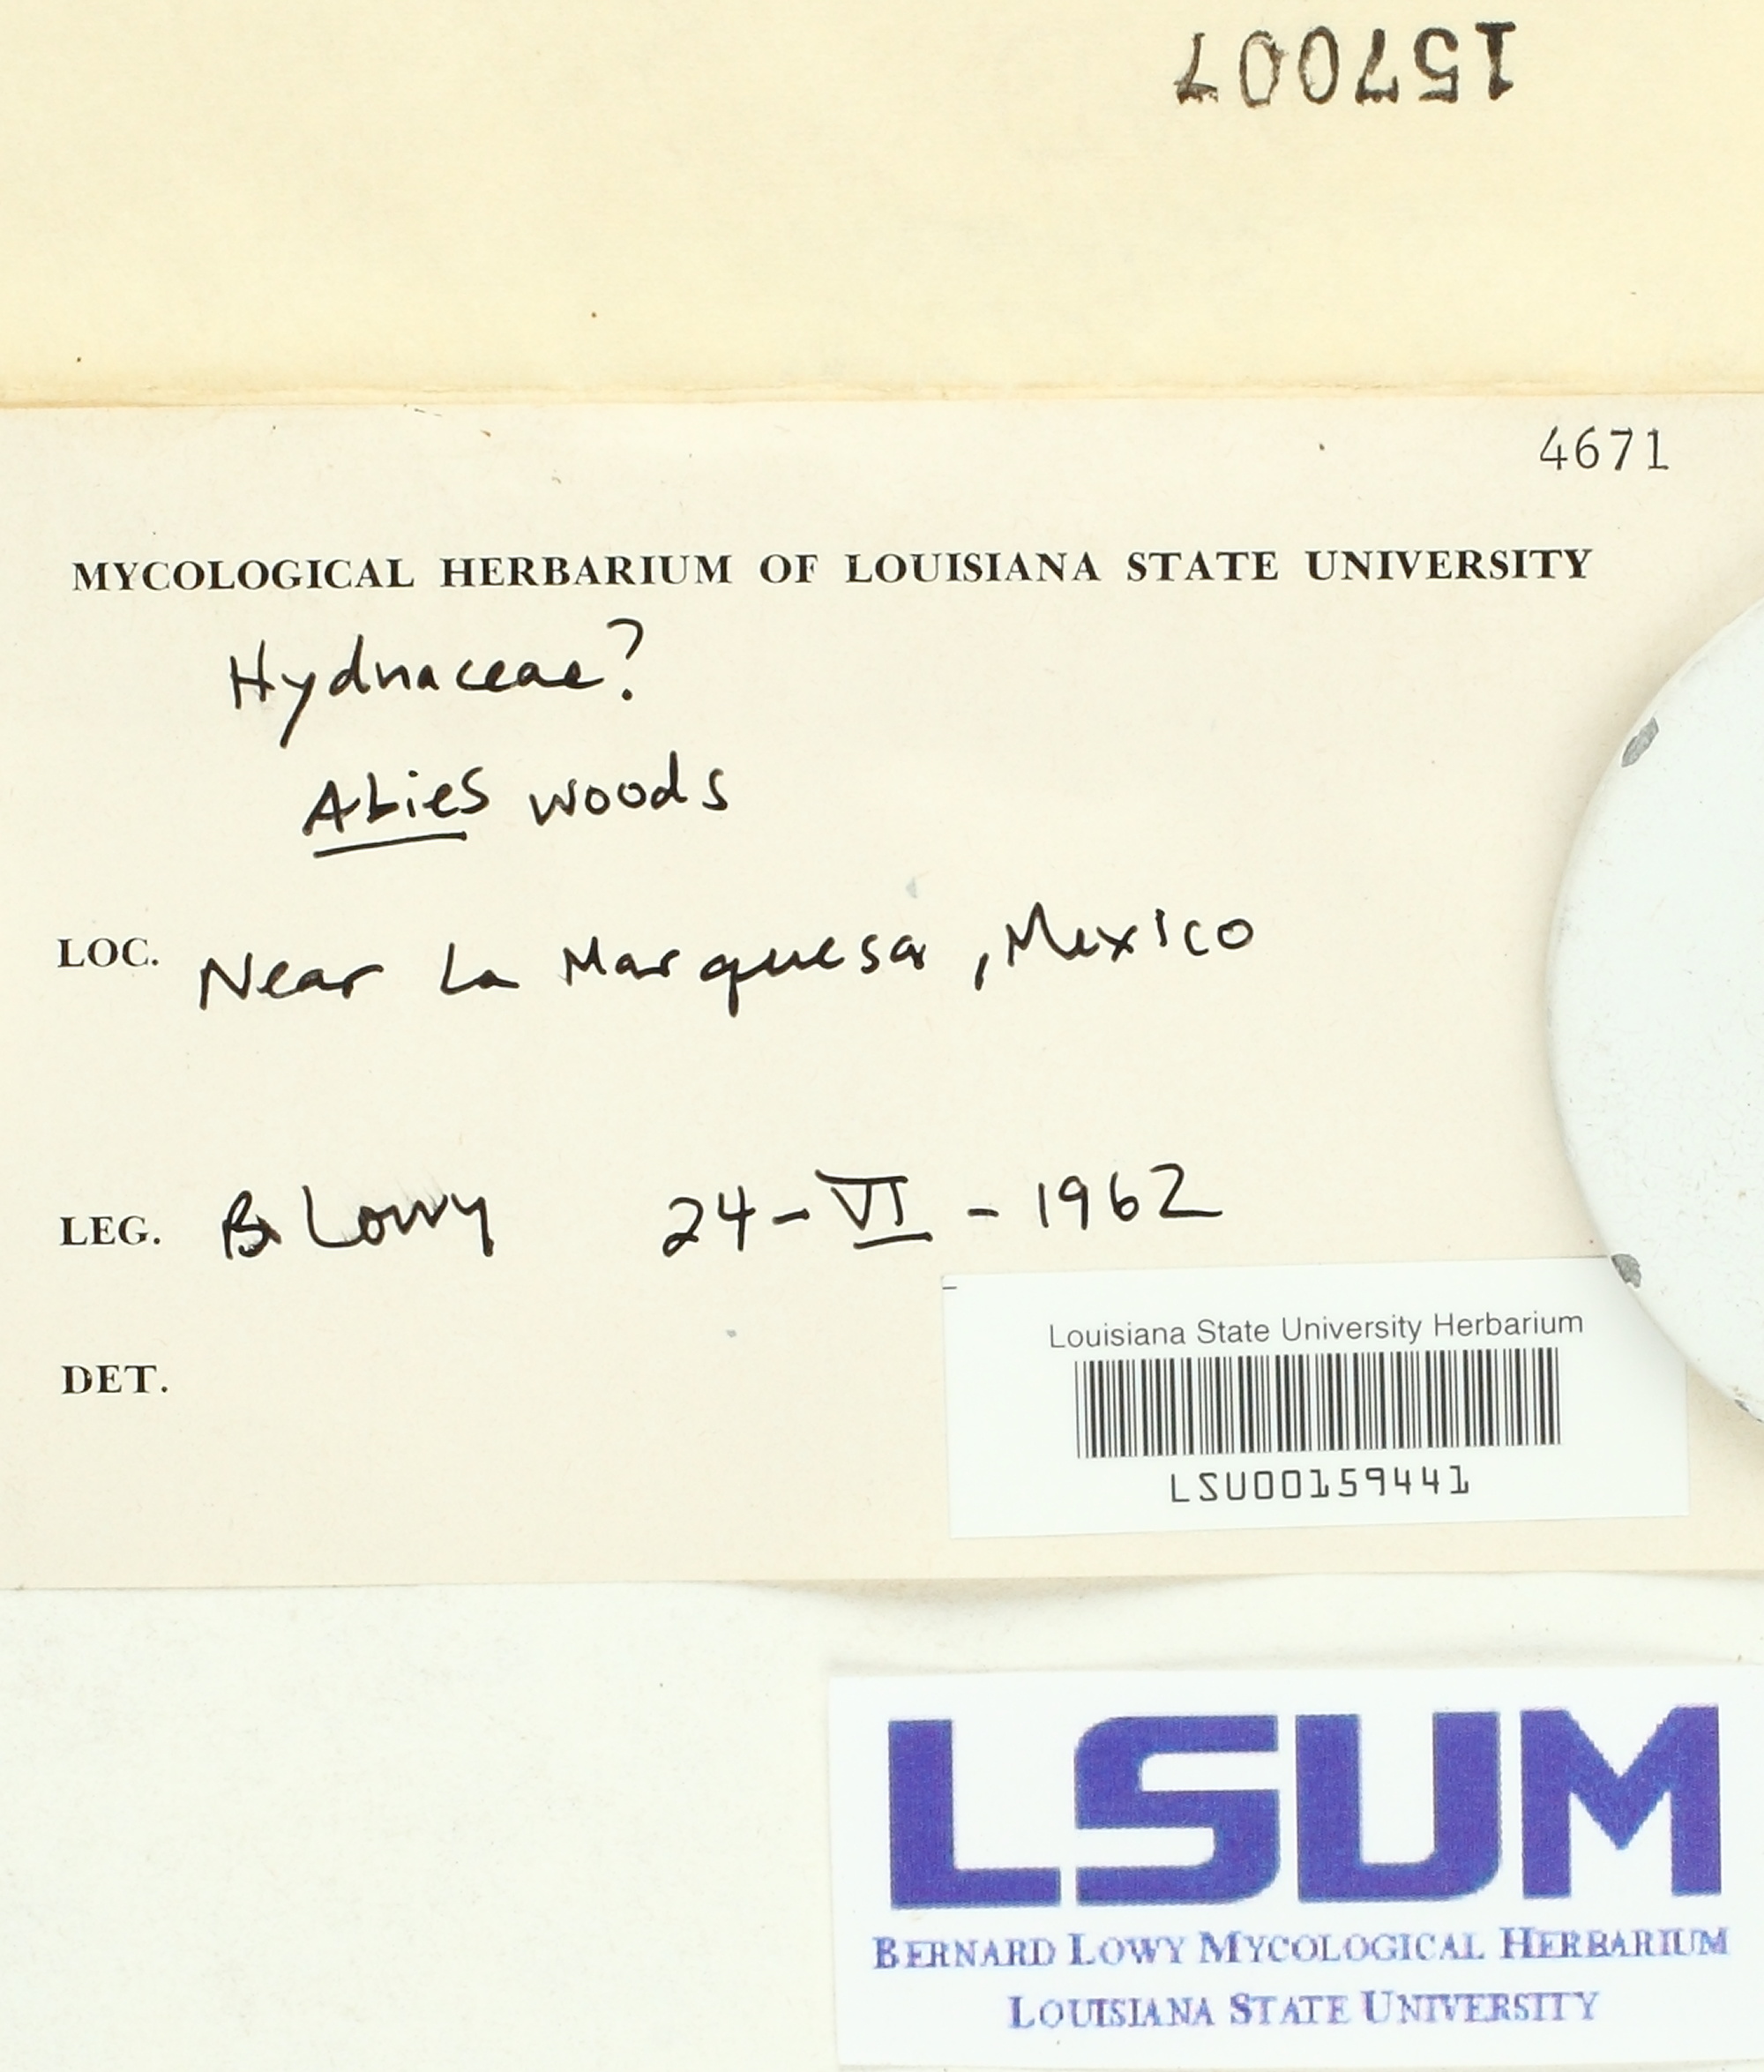 157007
4671
MYCOLOGICAL HERBARIUM OF LOUISIANA STATE UNIVERSITY
Hydnaceae?
Abies woods
LOC. Near La Marquesa, Mexico
LEG. B Lowy 24-VI-1962
DET.
Louisiana State University Herbarium
LSU00159441
LSUM
BERNARD LOWY MYCOLOGICAL HERBARIUM
LOUISIANA STATE UNIVERSITY